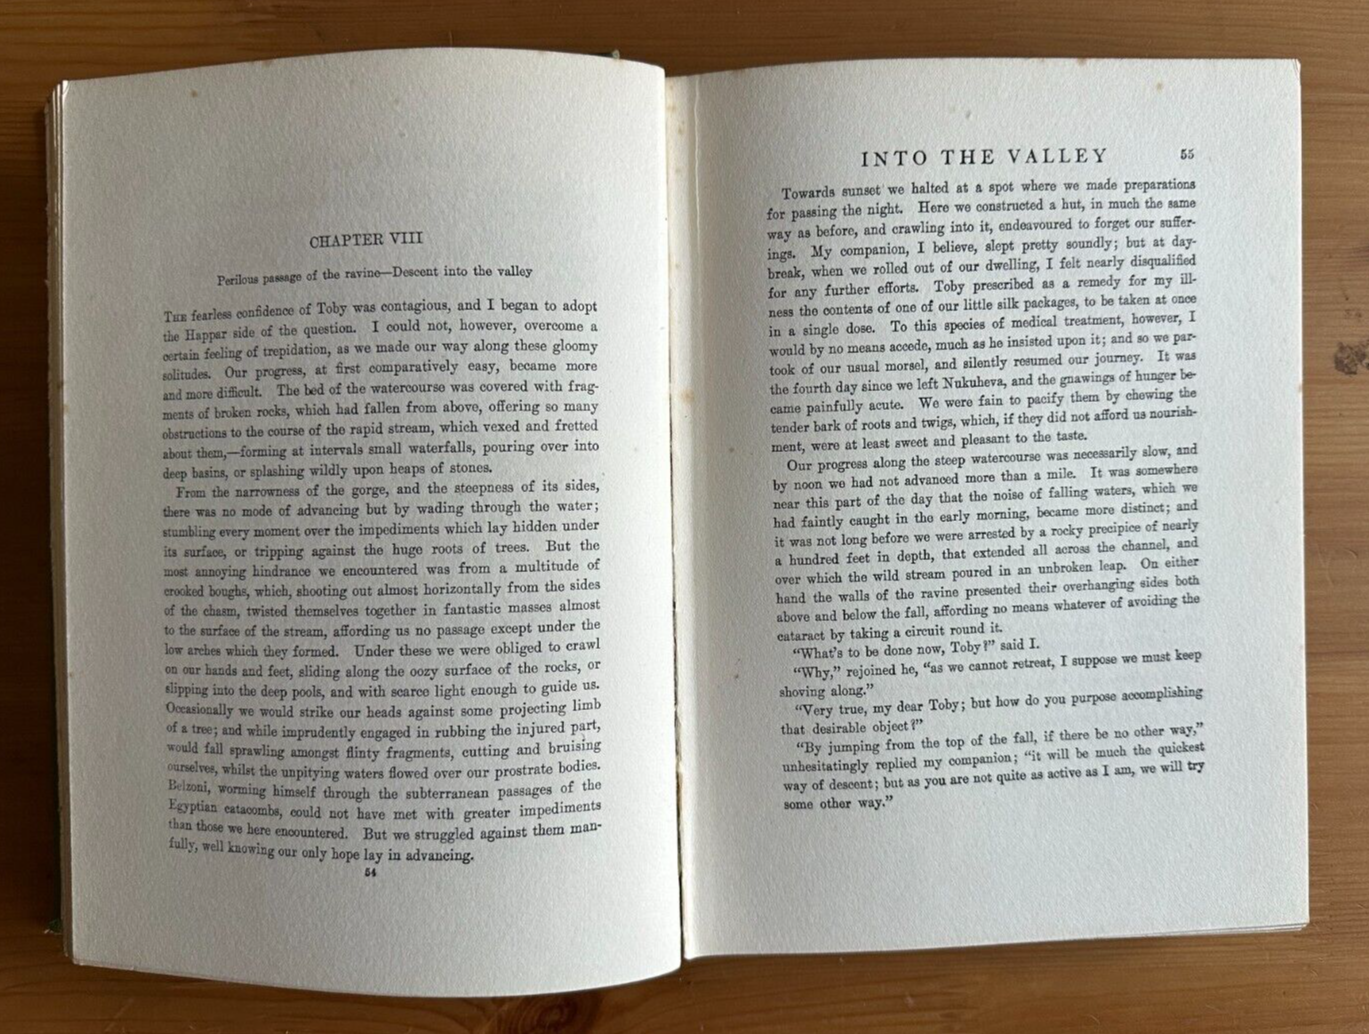 CHAPTER VIII
Perilous passage of the ravine—Descent into the valley
THE fearless confidence of Toby was contagious, and I began to adopt
the Happar side of the question. I could not, however, overcome a
certain feeling of trepidation, as we made our way along these gloomy
solitudes. Our progress, at first comparatively easy, became more
and more difficult. The bed of the watercourse was covered with frag-
ments of broken rocks, which had fallen from above, offering so many
obstructions to the course of the rapid stream, which vexed and fretted
about them,—forming at intervals small waterfalls, pouring over into
deep basins, or splashing wildly upon heaps of stones.
From the narrowness of the gorge, and the steepness of its sides,
there was no mode of advancing but by wading through the water;
stumbling every moment over the impediments which lay hidden under
its surface, or tripping against the huge roots of trees. But the
most annoying hindrance we encountered was from a multitude of
crooked boughs, which, shooting out almost horizontally from the sides
of the chasm, twisted themselves together in fantastic masses almost
to the surface of the stream, affording us no passage except under the
low arches which they formed. Under these we were obliged to crawl
on our hands and feet, sliding along the oozy surface of the rocks, or
slipping into the deep pools, and with scarce light enough to guide us.
Occasionally we would strike our heads against some projecting limb
of a tree; and while imprudently engaged in rubbing the injured part,
would fall sprawling amongst flinty fragments, cutting and bruising
ourselves, whilst the unpitying waters flowed over our prostrate bodies.
Belzoni, worming himself through the subterranean passages of the
Egyptian catacombs, could not have met with greater impediments
than those we here encountered. But we struggled against them man-
fully, well knowing our only hope lay in advancing.
54
INTO THE VALLEY 55
Towards sunset we halted at a spot where we made preparations
for passing the night. Here we constructed a hut, in much the same
way as before, and crawling into it, endeavoured to forget our suffer-
ings. My companion, I believe, slept pretty soundly; but at day-
break, when we rolled out of our dwelling, I felt nearly disqualified
for any further efforts. Toby prescribed as a remedy for my ill-
ness the contents of one of our little silk packages, to be taken at once
in a single dose. To this species of medical treatment, however, I
would by no means accede, much as he insisted upon it; and so we par-
took of our usual morsel, and silently resumed our journey. It was
the fourth day since we left Nukuheva, and the gnawings of hunger be-
came painfully acute. We were fain to pacify them by chewing the
tender bark of roots and twigs, which, if they did not afford us nourish-
ment, were at least sweet and pleasant to the taste.
Our progress along the steep watercourse was necessarily slow, and
by noon we had not advanced more than a mile. It was somewhere
near this part of the day that the noise of falling waters, which we
had faintly caught in the early morning, became more distinct; and
it was not long before we were arrested by a rocky precipice of nearly
a hundred feet in depth, that extended all across the channel, and
over which the wild stream poured in an unbroken leap. On either
hand the walls of the ravine presented their overhanging sides both
above and below the fall, affording no means whatever of avoiding the
cataract by taking a circuit round it.
“What's to be done now, Toby?” said I.
“Why,” rejoined he, “as we cannot retreat, I suppose we must keep
shoving along.”
“Very true, my dear Toby; but how do you purpose accomplishing
that desirable object?”
“By jumping from the top of the fall, if there be no other way,”
unhesitatingly replied my companion; “it will be much the quickest
way of descent; but as you are not quite as active as I am, we will try
some other way.”